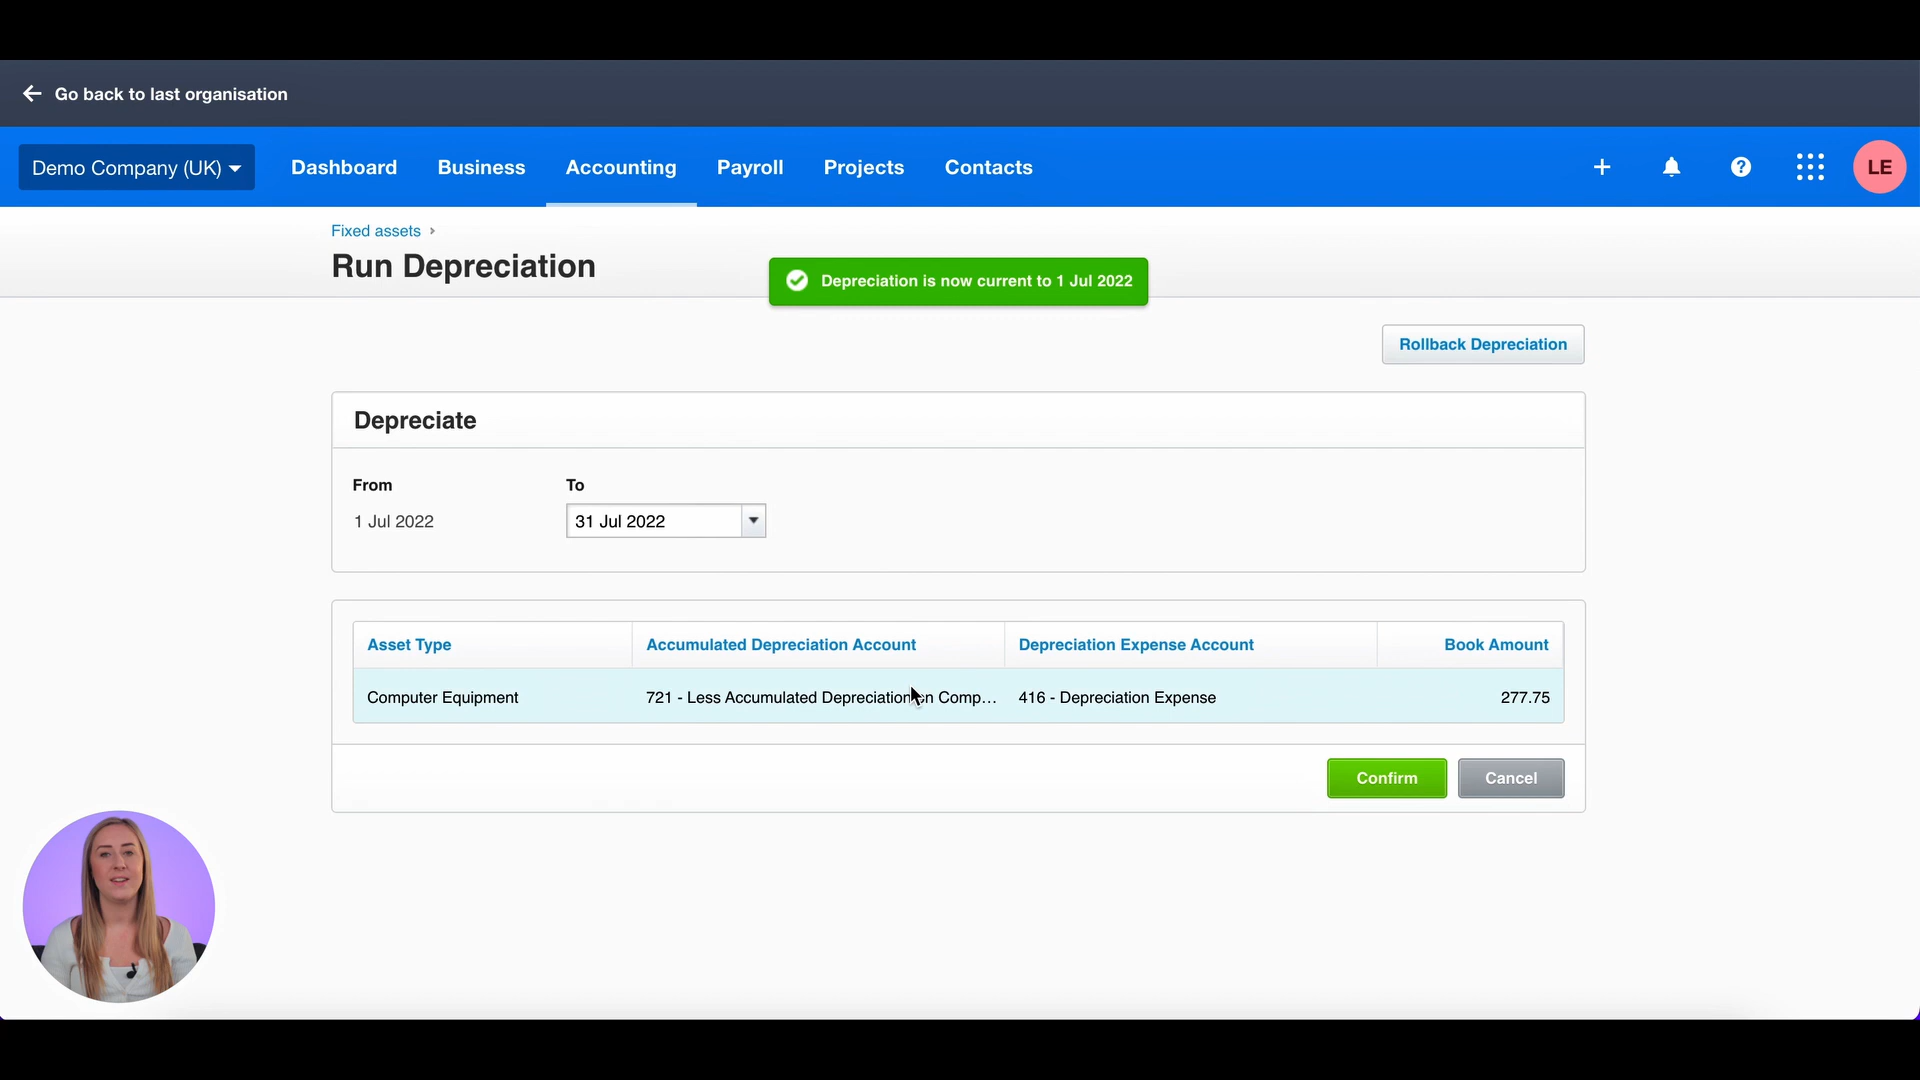 Go back to last organisation
Demo Company (UK) Dashboard Business Accounting Payroll Projects Contacts LE
Fixed assets
Run Depreciation
Depreciation is now current to 1 Jul 2022
Rollback Depreciation
Depreciate
From To
1 Jul 2022 31 Jul 2022
Asset Type Accumulated Depreciation Account Depreciation Expense Account Book Amount
Computer Equipment 721 - Less Accumulated Depreciation on Comp... 416 - Depreciation Expense 277.75
Confirm Cancel